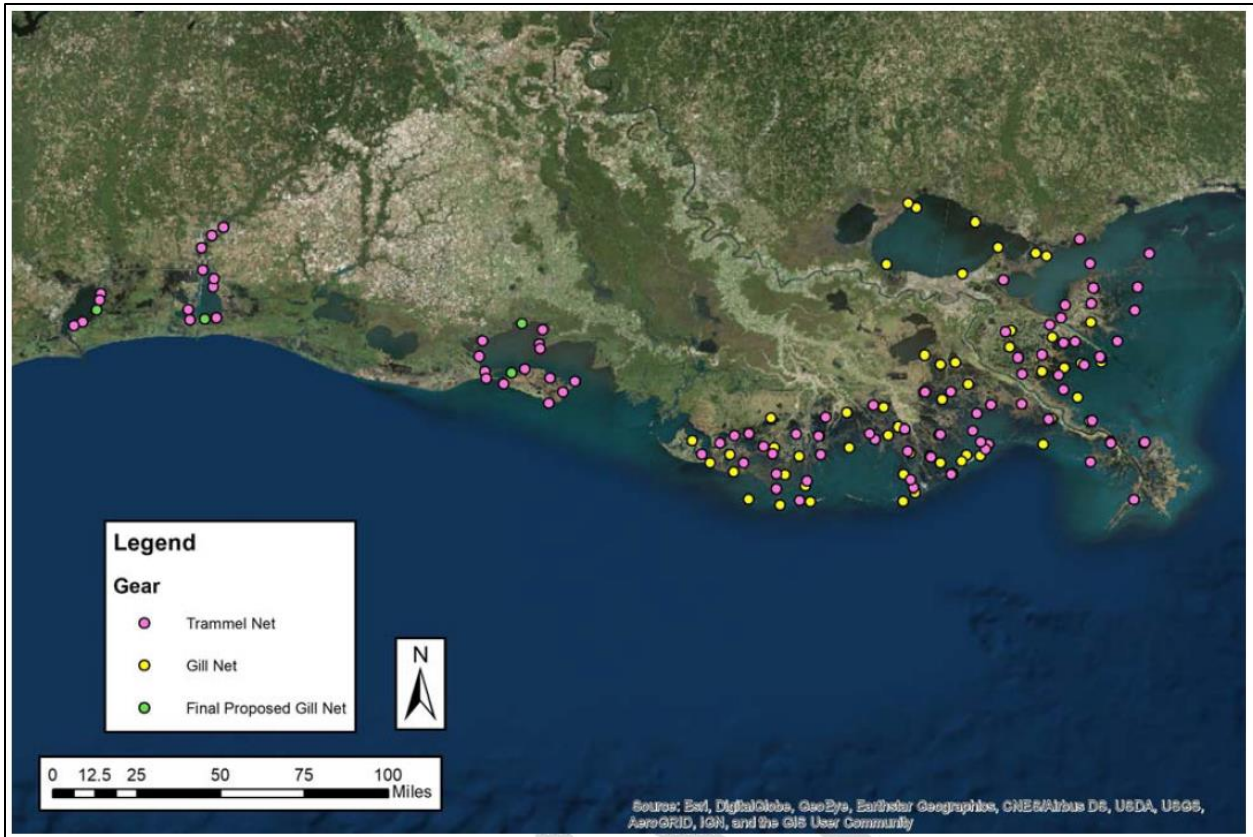 Legend
Gear
Trammel Net
Gill Net
Final Proposed Gill Net
N
0 12.5 25 50 75 100
Miles
Source: Esri, DigitalGlobe, GeoEye, Earthstar Geographics, CNES/Airbus DS, USDA, USGS,
AeroGRID, IGN, and the GIS User Community